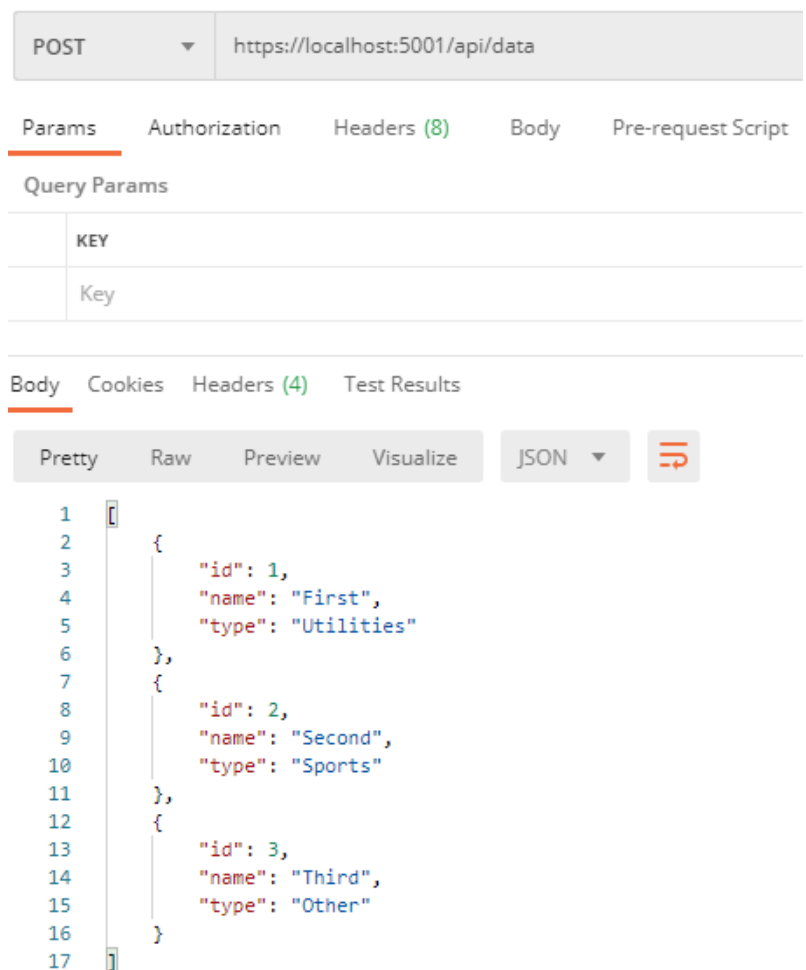 POST https://localhost:5001/api/data
Params Authorization Headers (8) Body Pre-request Script
Query Params
KEY
Key
Body Cookies Headers (4) Test Results
Pretty Raw Preview Visualize JSON
1 [
2 {
3 "id": 1,
4 "name": "First",
5 "type": "Utilities"
6 },
7 {
8 "id": 2,
9 "name": "Second",
10 "type": "Sports"
11 },
12 {
13 "id": 3,
14 "name": "Third",
15 "type": "Other"
16 }
17 ]